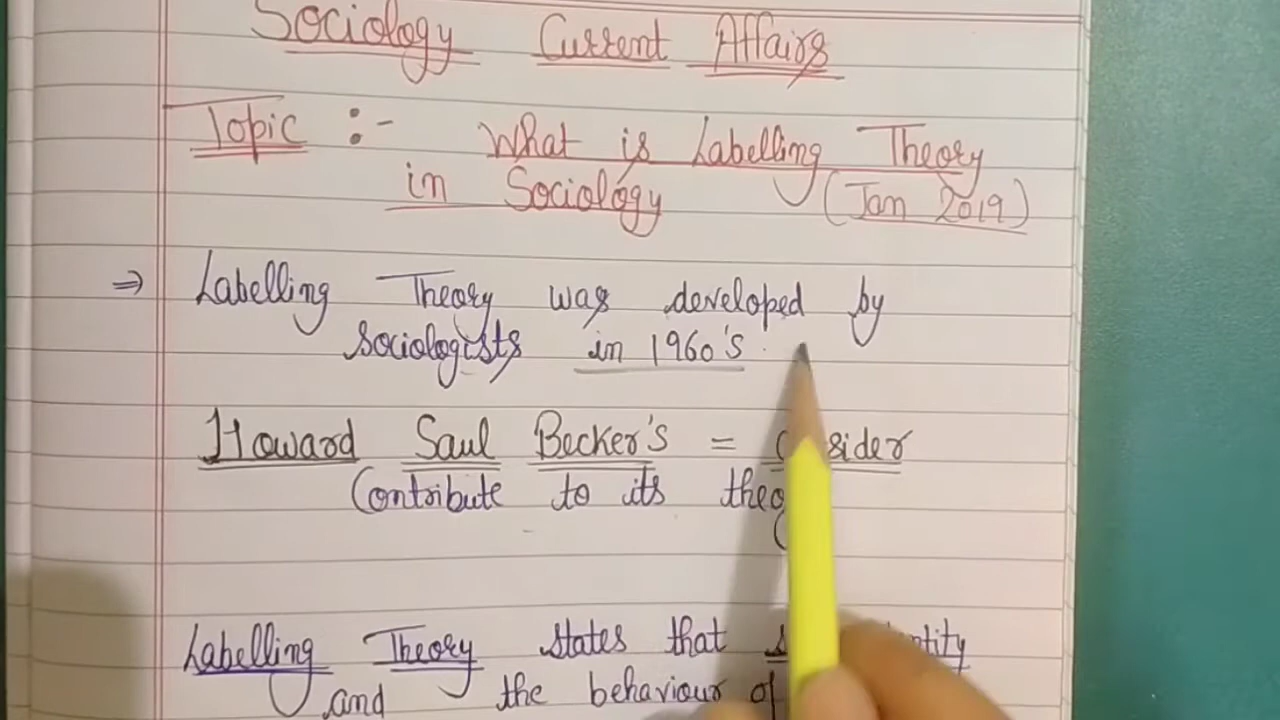 Sociology Current Affairs
Topic :- What is Labelling Theory
in Sociology (Jan 2019)
⇒ Labelling Theory was developed by
sociologists in 1960's.
Howard Saul Becker's =
Contribute to its
Labelling Theory states that
and the behaviour of